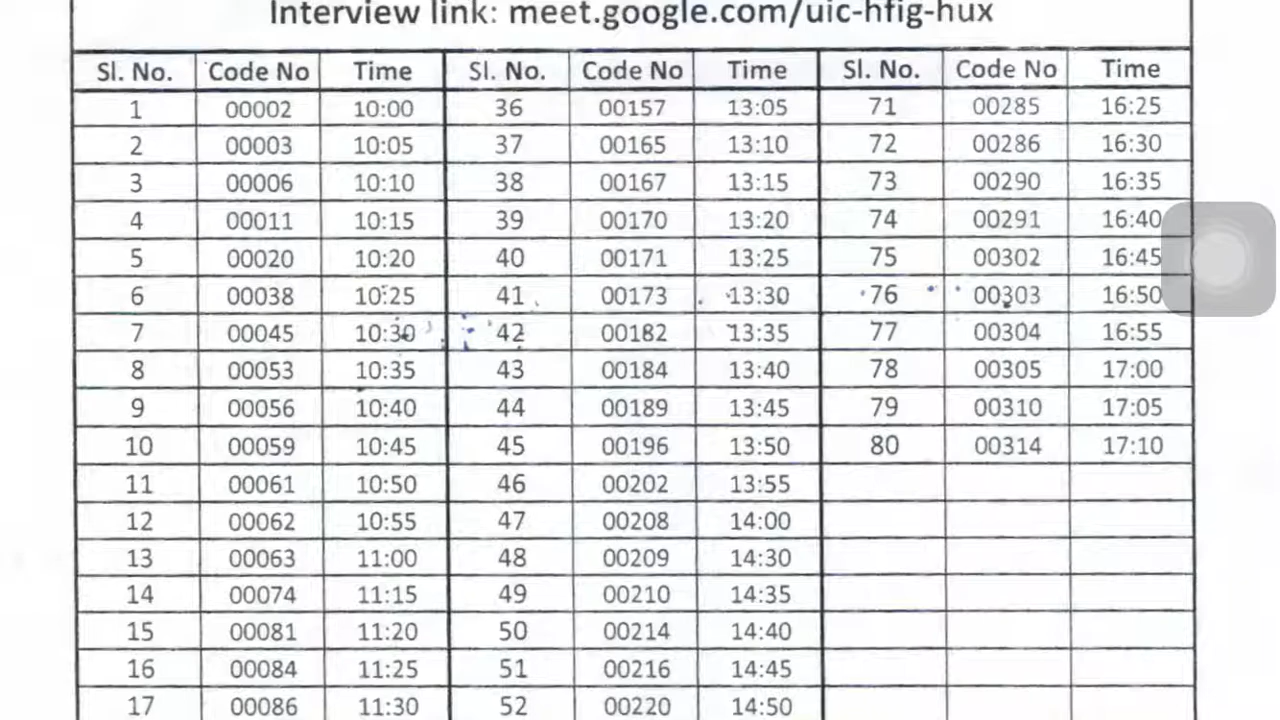 Interview link: meet.google.com/uic-hfig-hux
Sl. No. Code No Time Sl. No. Code No Time Sl. No. Code No Time
1 00002 10:00 36 00157 13:05 71 00285 16:25
2 00003 10:05 37 00165 13:10 72 00286 16:30
3 00006 10:10 38 00167 13:15 73 00290 16:35
4 00011 10:15 39 00170 13:20 74 00291 16:40
5 00020 10:20 40 00171 13:25 75 00302 16:45
6 00038 10:25 41 00173 13:30 76 00303 16:50
7 00045 10:30 42 00182 13:35 77 00304 16:55
8 00053 10:35 43 00184 13:40 78 00305 17:00
9 00056 10:40 44 00189 13:45 79 00310 17:05
10 00059 10:45 45 00196 13:50 80 00314 17:10
11 00061 10:50 46 00202 13:55
12 00062 10:55 47 00208 14:00
13 00063 11:00 48 00209 14:30
14 00074 11:15 49 00210 14:35
15 00081 11:20 50 00214 14:40
16 00084 11:25 51 00216 14:45
17 00086 11:30 52 00220 14:50